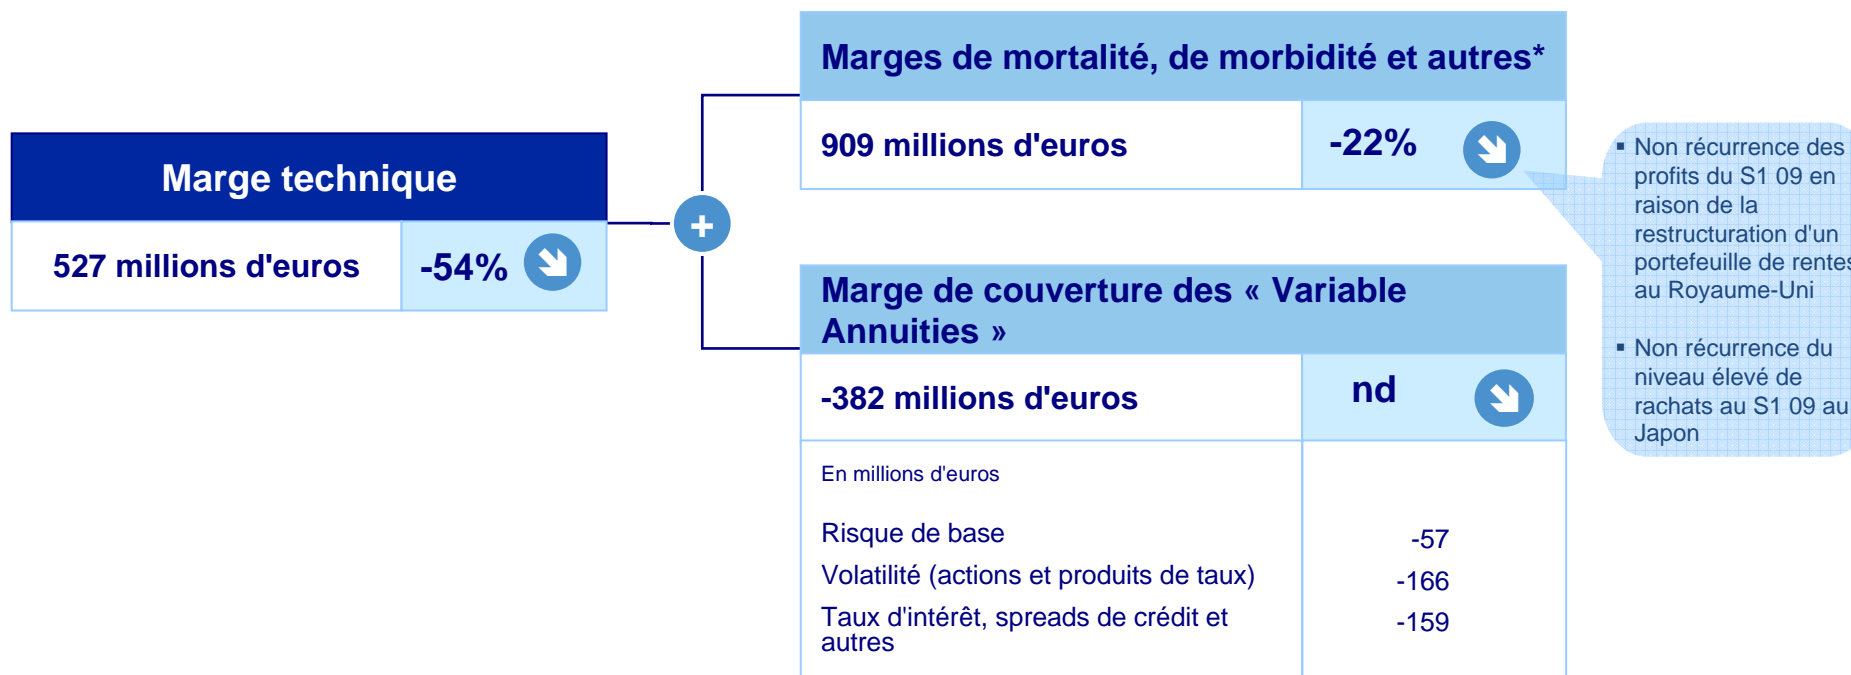 Marge technique
527 millions d'euros
-54%
+
Marges de mortalité, de morbidité et autres*
909 millions d'euros
-22%
▪ Non récurrence des
profits du S1 09 en
raison de la
restructuration d'un
portefeuille de rentes
au Royaume-Uni
▪ Non récurrence du
niveau élevé de
rachats au S1 09 au
Japon
Marge de couverture des « Variable
Annuities »
-382 millions d'euros
nd
En millions d'euros
Risque de base -57
Volatilité (actions et produits de taux) -166
Taux d'intérêt, spreads de crédit et -159
autres